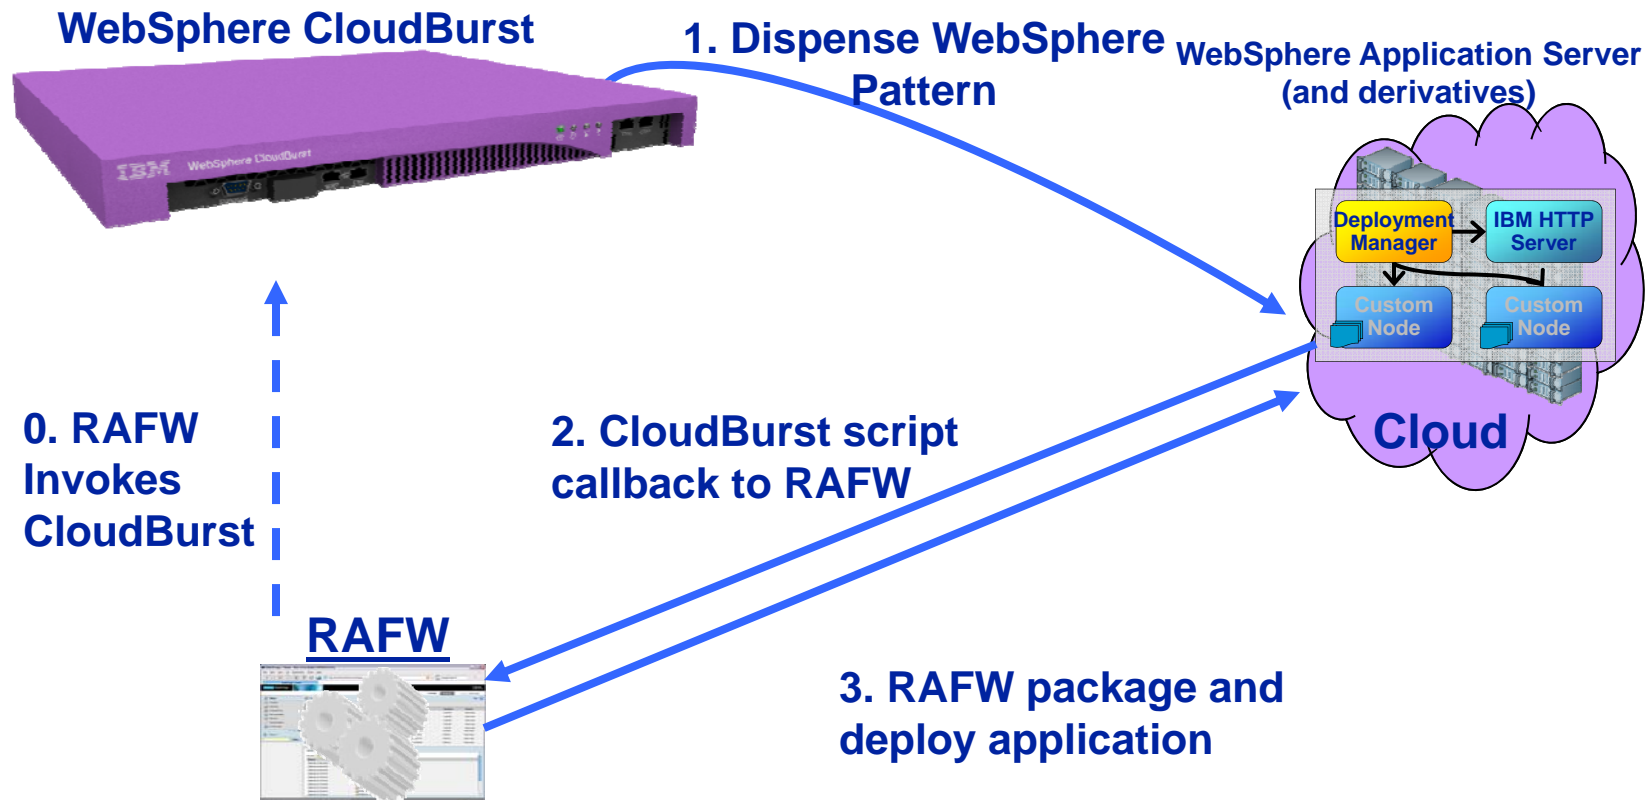 WebSphere CloudBurst
1. Dispense WebSphere
Pattern
WebSphere Application Server
(and derivatives)
IBM
WebSphere CloudBurst
Deployment
Manager
IBM HTTP
Server
Custom
Node
Custom
Node
Cloud
0. RAFW
Invokes
CloudBurst
2. CloudBurst script
callback to RAFW
RAFW
3. RAFW package and
deploy application